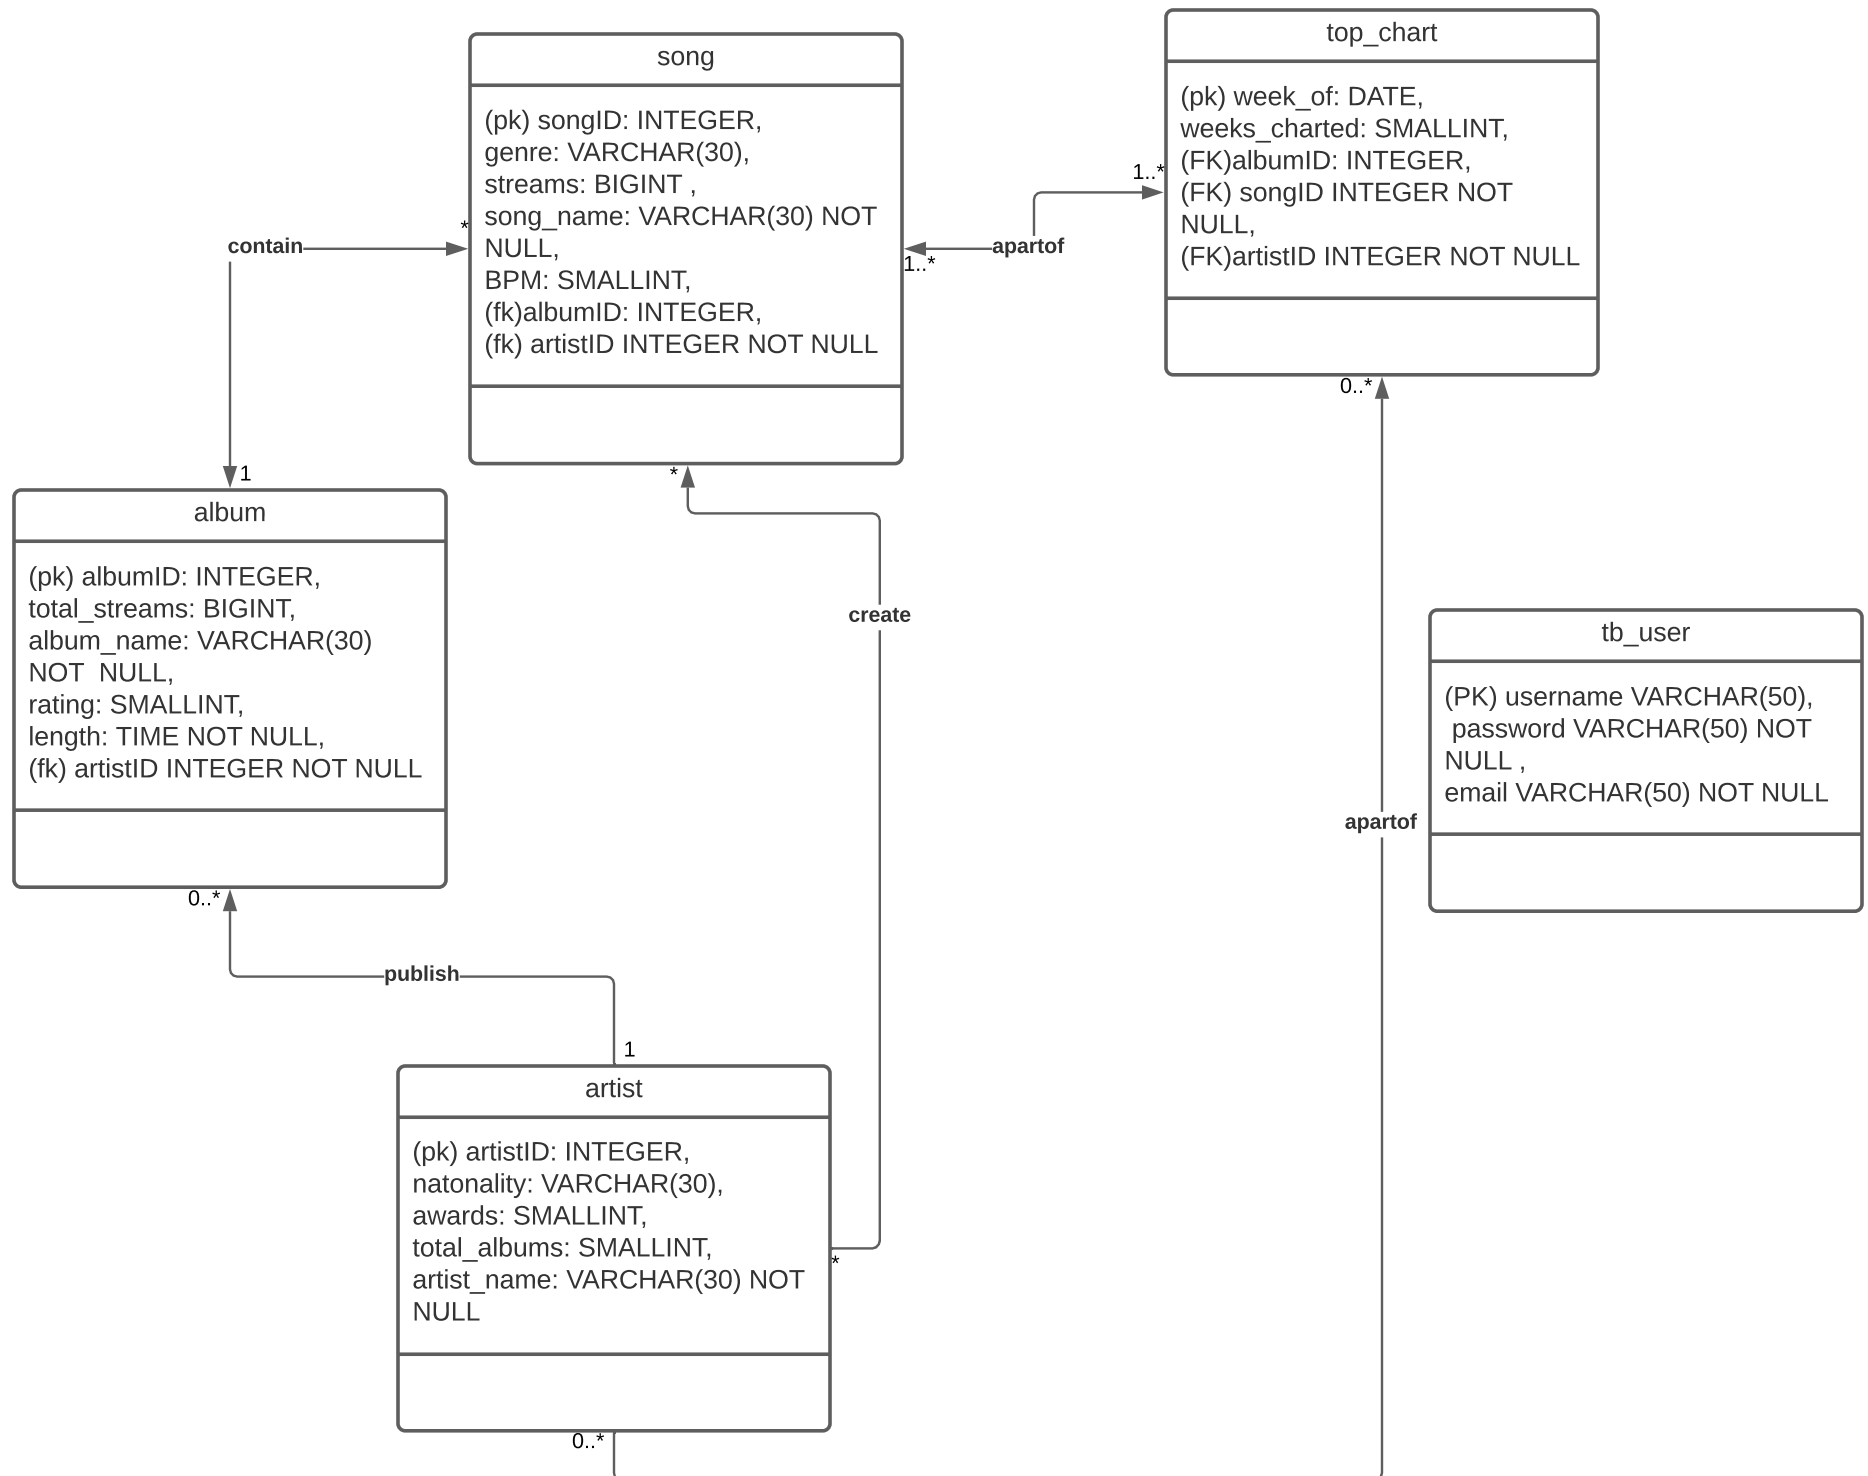 song
(pk) songID: INTEGER,
genre: VARCHAR(30),
streams: BIGINT ,
song_name: VARCHAR(30) NOT
NULL,
BPM: SMALLINT,
(fk)albumID: INTEGER,
(fk) artistID INTEGER NOT NULL
top_chart
(pk) week_of: DATE,
weeks_charted: SMALLINT,
(FK)albumID: INTEGER,
(FK) songID INTEGER NOT
NULL,
(FK)artistID INTEGER NOT NULL
*
contain
1
1..*
apartof
1..*
0..*
album
(pk) albumID: INTEGER,
total_streams: BIGINT,
album_name: VARCHAR(30)
NOT  NULL,
rating: SMALLINT,
length: TIME NOT NULL,
(fk) artistID INTEGER NOT NULL
*
create
tb_user
(PK) username VARCHAR(50),
password VARCHAR(50) NOT
NULL ,
email VARCHAR(50) NOT NULL
apartof
0..*
publish
1
artist
(pk) artistID: INTEGER,
natonality: VARCHAR(30),
awards: SMALLINT,
total_albums: SMALLINT,
artist_name: VARCHAR(30) NOT
NULL
*
0..*